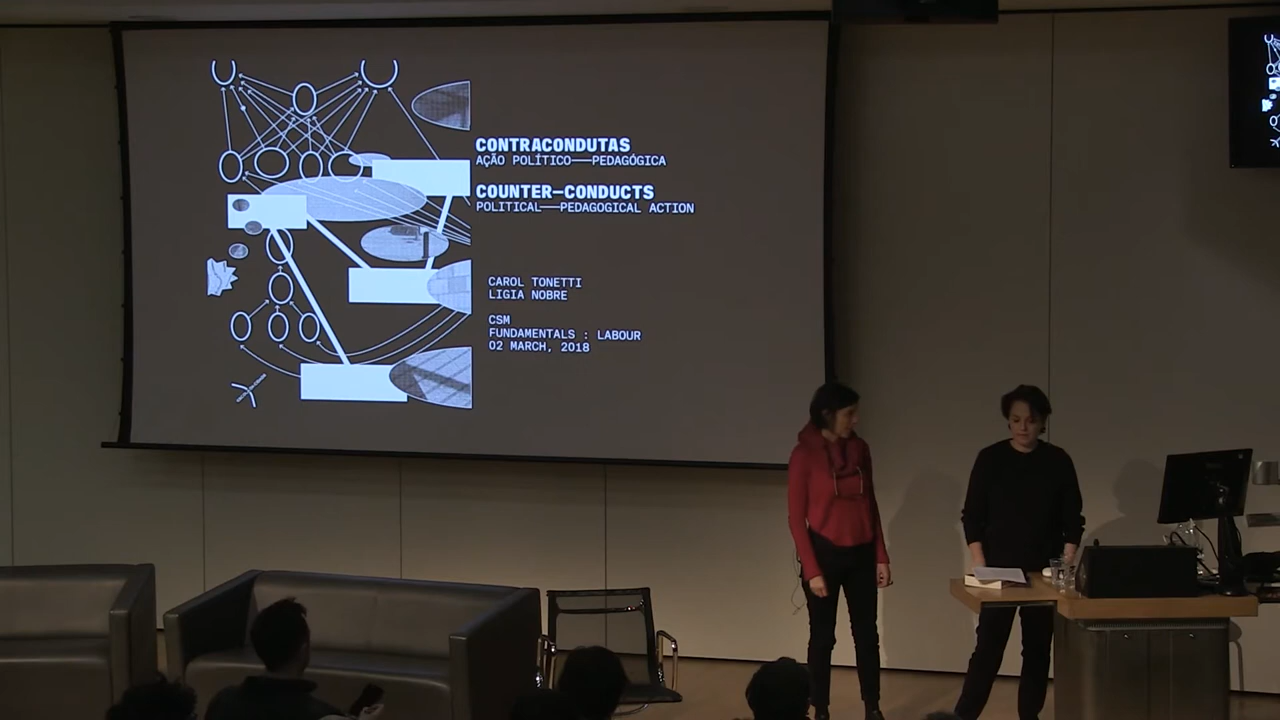 CONTRACONDUTAS
AÇÃO POLÍTICO——PEDAGÓGICA
COUNTER—CONDUCTS
POLITICAL——PEDAGOGICAL ACTION
CAROL TONETTI
LIGIA NOBRE
CSM
FUNDAMENTALS : LABOUR
02 MARCH, 2018